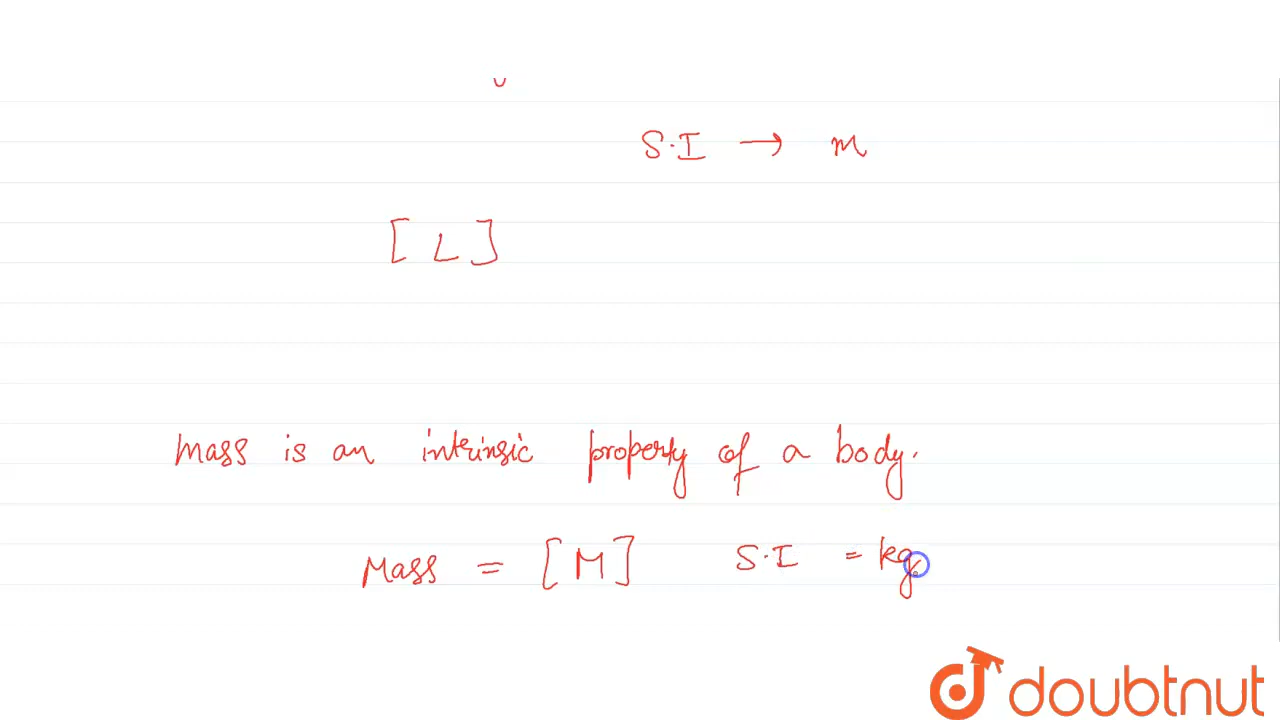 S.I → m
[L]
Mass is an intrinsic property of a body.
Mass = [M] S.I = kg
doubtnut